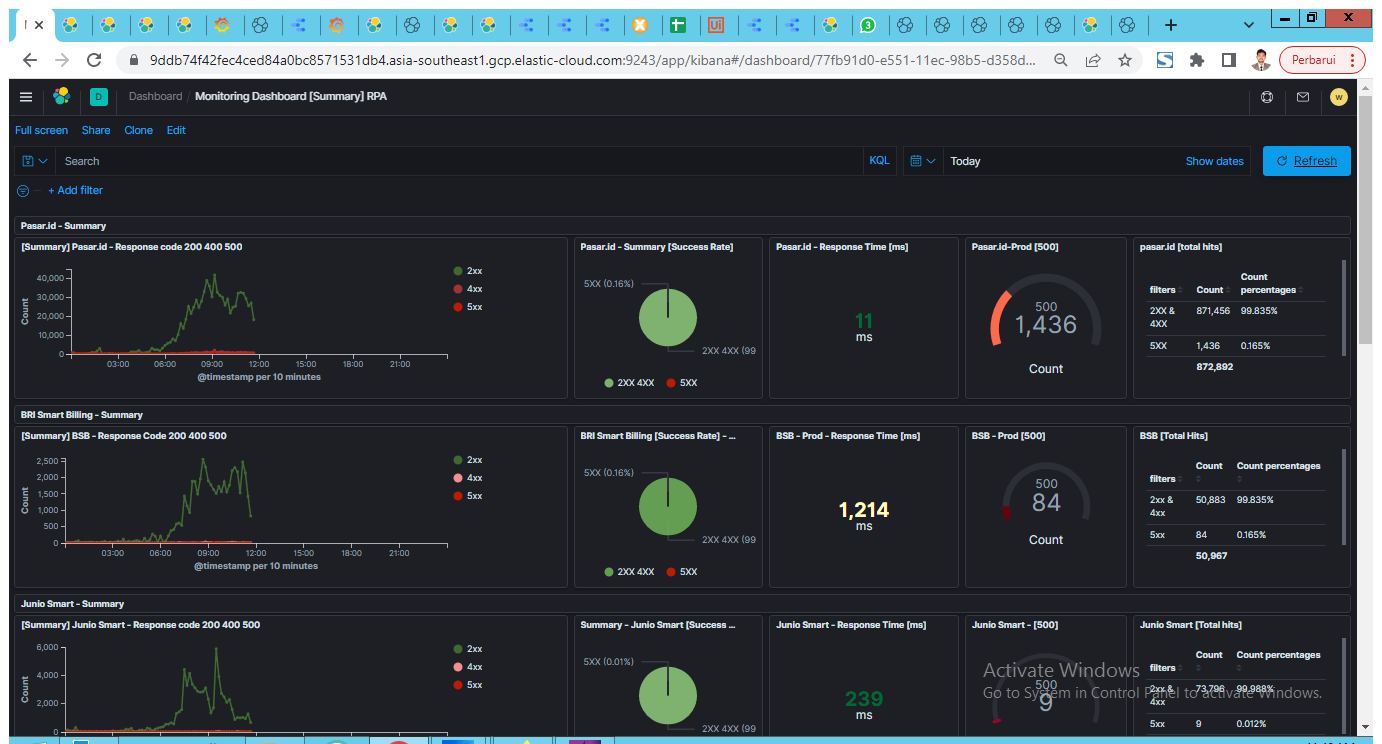 9ddb74f42fec4ced84a0bc8571531db4.asia-southeast1.gcp.elastic-cloud.com:9243/app/kibana#/dashboard/77fb91d0-e551-11ec-98b5-d358d...
Perbarui
D
Dashboard / Monitoring Dashboard [Summary] RPA
W
Full screen Share Clone Edit
Search
KQL
Today
Show dates
Refresh
+ Add filter
Pasar.id - Summary
[Summary] Pasar.id - Response code 200 400 500
40,000
30,000
20,000
10,000
0
Count
03:00 06:00 09:00 12:00 15:00 18:00 21:00
@timestamp per 10 minutes
2xx
4xx
5xx
Pasar.id - Summary [Success Rate]
5XX (0.16%)
2XX 4XX (99
2XX 4XX 5XX
Pasar.id - Response Time [ms]
11
ms
Pasar.id-Prod [500]
500
1,436
Count
pasar.id [total hits]
filters Count Count percentages
2XX & 4XX 871,456 99.835%
5XX 1,436 0.165%
872,892
BRI Smart Billing - Summary
[Summary] BSB - Response Code 200 400 500
2,500
2,000
1,500
1,000
500
0
Count
03:00 06:00 09:00 12:00 15:00 18:00 21:00
@timestamp per 10 minutes
2xx
4xx
5xx
BRI Smart Billing [Success Rate] - ...
5XX (0.16%)
2XX 4XX (99
2XX 4XX 5XX
BSB - Prod - Response Time [ms]
1,214
ms
BSB - Prod [500]
500
84
Count
BSB [Total Hits]
filters Count Count percentages
2xx & 4xx 50,883 99.835%
5xx 84 0.165%
50,967
Junio Smart - Summary
[Summary] Junio Smart - Response code 200 400 500
6,000
4,000
2,000
0
Count
2xx
4xx
5xx
Summary - Junio Smart [Success ...
5XX (0.01%)
2XX 4XX (99
Junio Smart - Response Time [ms]
239
ms
Junio Smart - [500]
500
9
Junio Smart [Total hits]
filters Count Count percentages
2xx & 4xx 73,796 99.988%
5xx 9 0.012%
Activate Windows
Go to System in Control Panel to activate Windows.